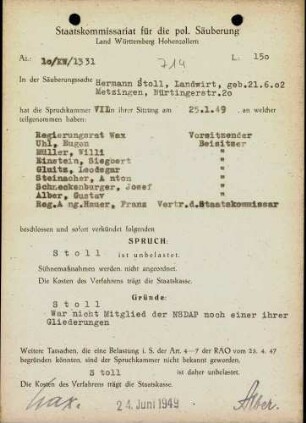 Staatskommissariat für die pol. Säuberung
Land Württemberg Hohenzollern
Az.: 10/XV/1331 714 L. 150
In der Säuberungssache Hermann Stoll, Landwirt, geb.21.6.02
Metzingen, Nürtingerstr.20
hat die Spruchkammer VII in ihrer Sitzung am 25.1.49 , an welcher
teilgenommen haben:
Regierungsrat Wax Vorsitzender
Uhl, Eugen Beisitzer
Müller, Willi "
Einstein, Siegbert "
Gluitz, Leodegar "
Steinacher, Anton "
Schneckenburger, Josef "
Alber, Gustav "
Reg.Ang.Hauer, Franz Vertr.d.Staatskommissar
beschlossen und sofort verkündet folgenden
SPRUCH:
Stoll ist unbelastet.
Sühnemaßnahmen werden nicht angeordnet.
Die Kosten des Verfahrens trägt die Staatskasse.
Gründe:
Stoll
War nicht Mitglied der NSDAP noch einer ihrer
Gliederungen
Weitere Tatsachen, die eine Belastung i. S. der Art. 4-7 der RAO vom 25. 4. 47
begründen könnten, sind der Spruchkammer nicht bekannt geworden.
Stoll ist daher unbelastet.
Die Kosten des Verfahrens trägt die Staatskasse.
Wax. 24. Juni 1949 Alber.